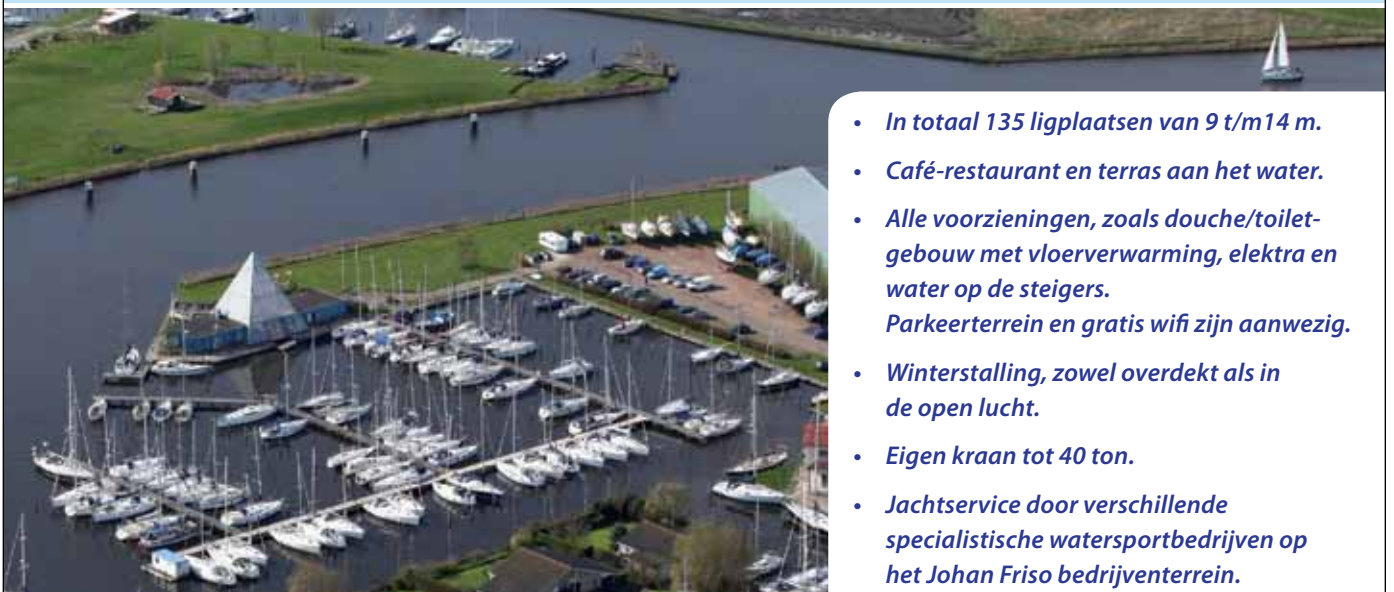 • In totaal 135 ligplaatsen van 9 t/m14 m.
• Café-restaurant en terras aan het water.
• Alle voorzieningen, zoals douche/toilet-
gebouw met vloerverwarming, elektra en
water op de steigers.
Parkeerterrein en gratis wifi zijn aanwezig.
• Winterstalling, zowel overdekt als in
de open lucht.
• Eigen kraan tot 40 ton.
• Jachtservice door verschillende
specialistische watersportbedrijven op
het Johan Friso bedrijventerrein.